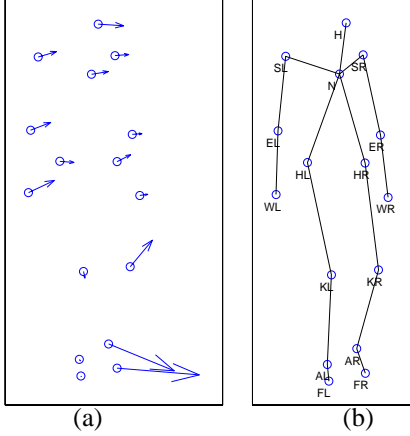 H
SL SR
N
EL ER
HL HR
WL WR
KL KR
AR
AL FR
FL
(a) (b)